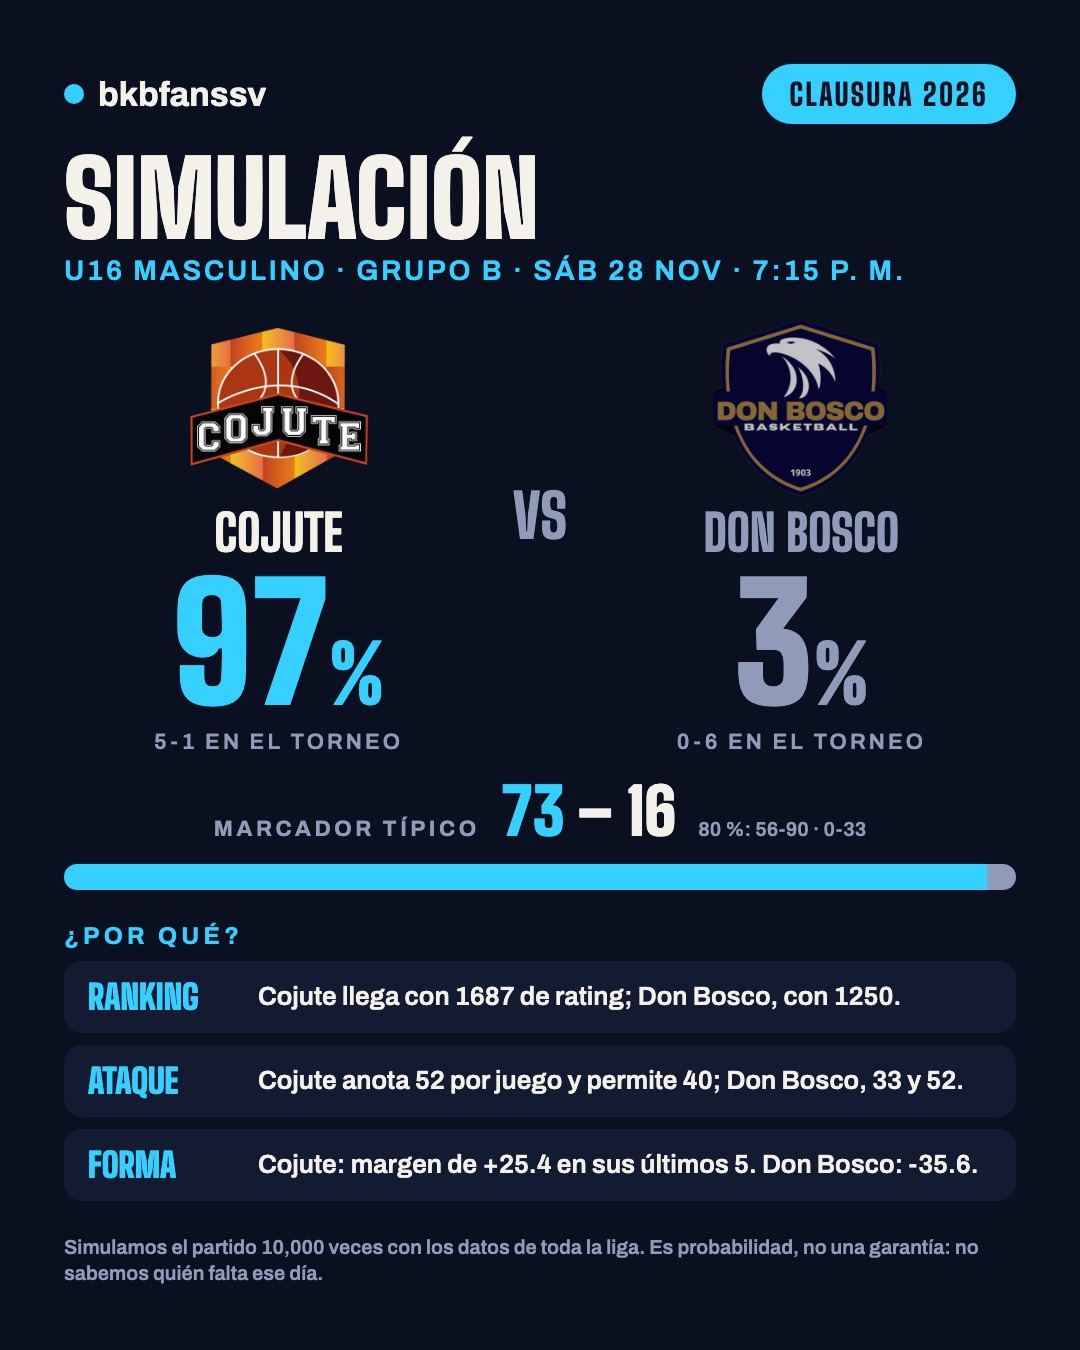 bkbfanssv
CLAUSURA 2026
SIMULACIÓN
U16 MASCULINO · GRUPO B · SÁB 28 NOV · 7:15 P. M.
COJUTE
DON BOSCO
BASKETBALL
1903
COJUTE
VS
DON BOSCO
97%
3%
5-1 EN EL TORNEO
0-6 EN EL TORNEO
MARCADOR TÍPICO 73 – 16 80 %: 56-90 · 0-33
¿POR QUÉ?
RANKING Cojute llega con 1687 de rating; Don Bosco, con 1250.
ATAQUE Cojute anota 52 por juego y permite 40; Don Bosco, 33 y 52.
FORMA Cojute: margen de +25.4 en sus últimos 5. Don Bosco: -35.6.
Simulamos el partido 10,000 veces con los datos de toda la liga. Es probabilidad, no una garantía: no
sabemos quién falta ese día.